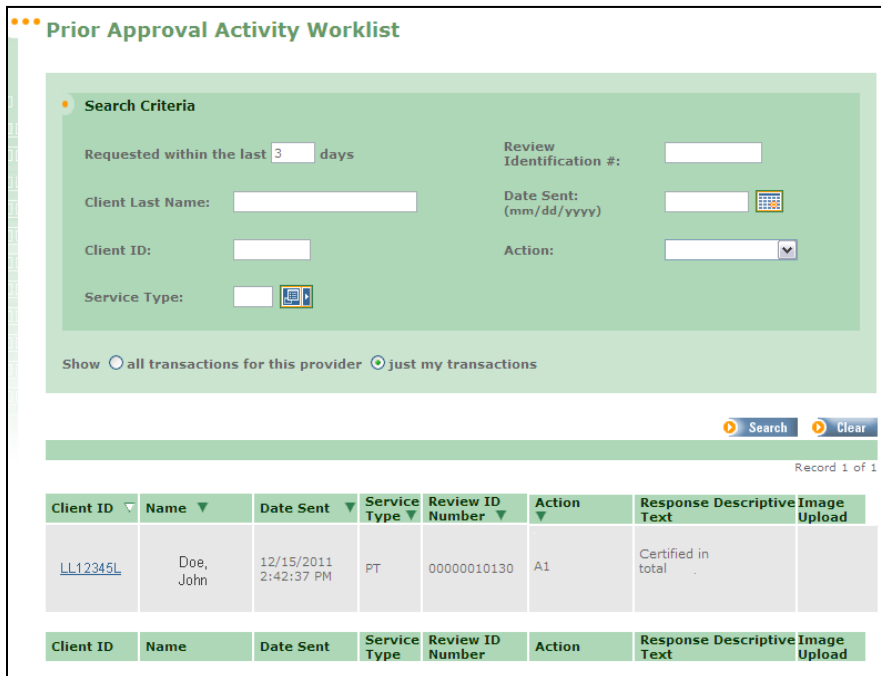 Prior Approval Activity Worklist
Search Criteria
Requested within the last 3 days
Review
Identification #:
Client Last Name:
Date Sent:
(mm/dd/yyyy)
Client ID:
Action:
Service Type:
Show all transactions for this provider just my transactions
Search Clear
Record 1 of 1
Client ID Name Date Sent Service Type Review ID Number Action Response Descriptive Text Image Upload
LL12345L Doe, John 12/15/2011 2:42:37 PM PT 00000010130 A1 Certified in total .
Client ID Name Date Sent Service Type Review ID Number Action Response Descriptive Text Image Upload